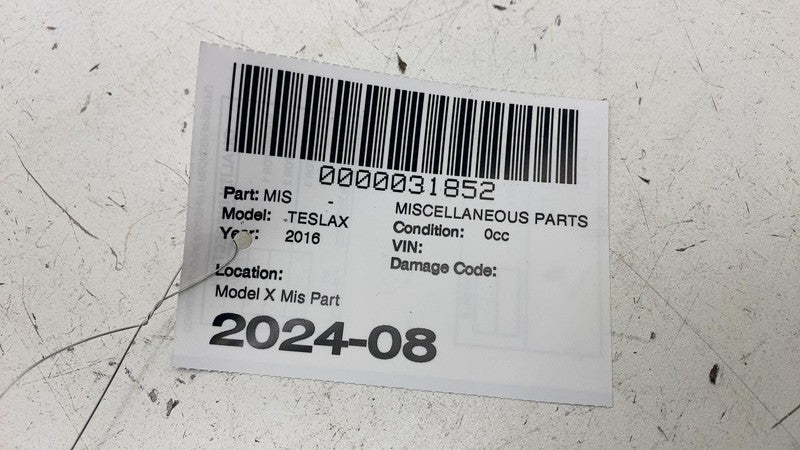 0000031852
Part: MIS - MISCELLANEOUS PARTS
Model: TESLAX Condition: 0cc
Year: 2016 VIN:
Damage Code:
Location:
Model X Mis Part
2024-08